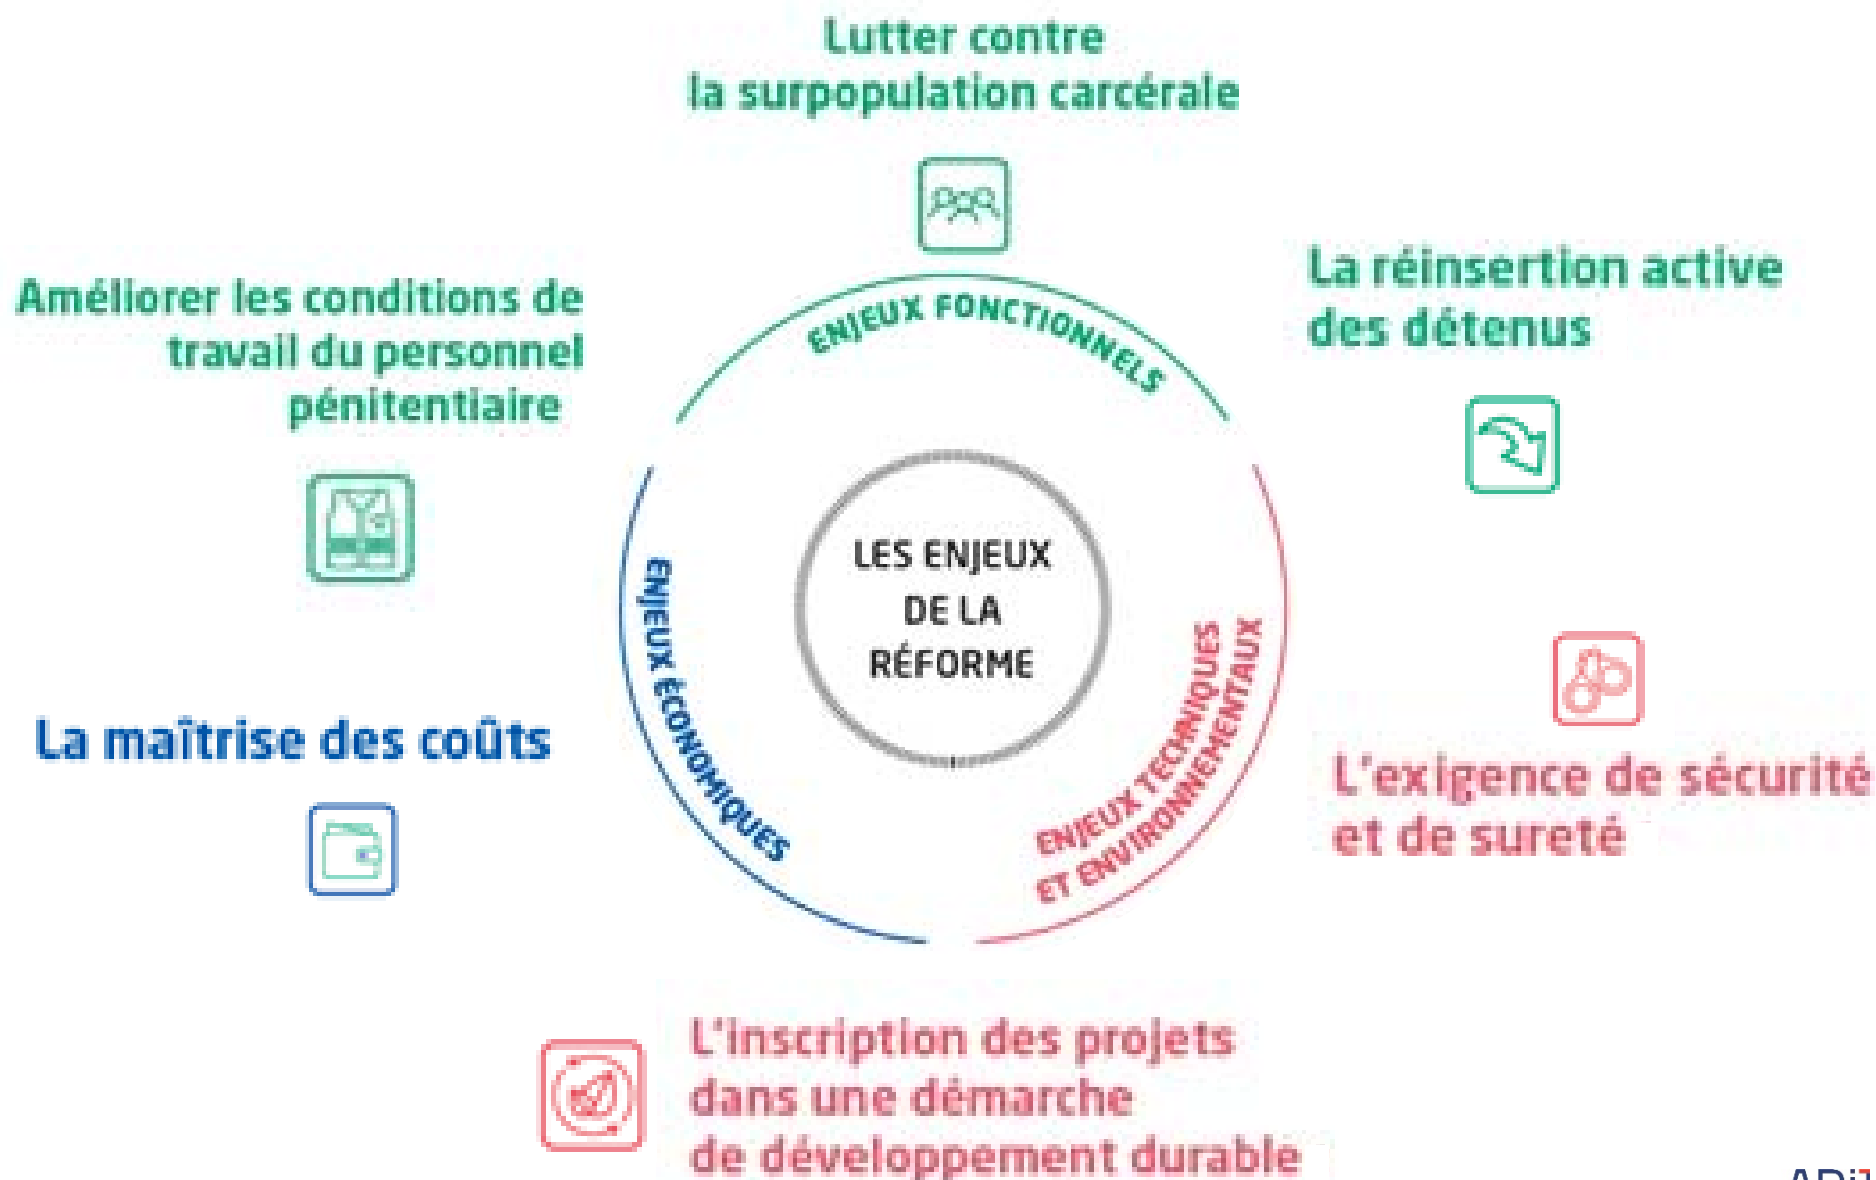 Lutter contre
la surpopulation carcérale
Améliorer les conditions de
travail du personnel
pénitentiaire
La réinsertion active
des détenus
ENJEUX FONCTIONNELS
LES ENJEUX
DE LA
RÉFORME
ENJEUX ÉCONOMIQUES
ENJEUX TECHNIQUES
ET ENVIRONNEMENTAUX
La maîtrise des coûts
L'exigence de sécurité
et de sureté
L'inscription des projets
dans une démarche
de développement durable